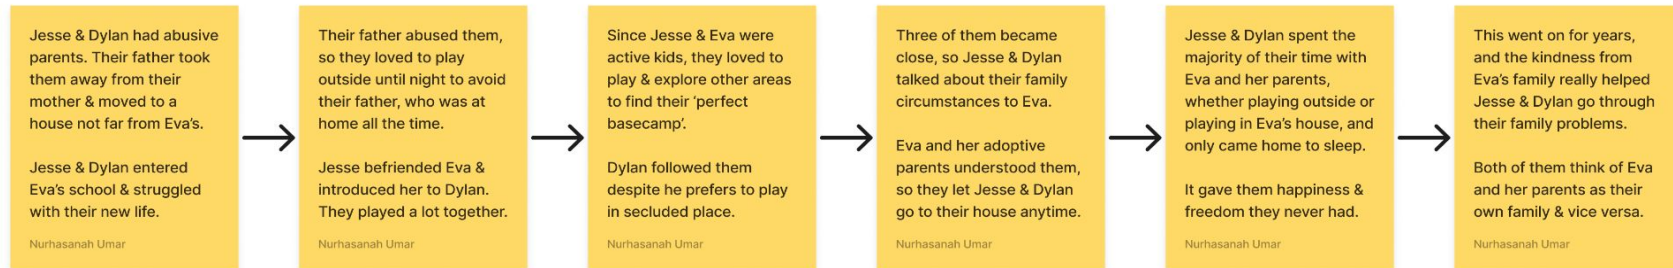 Jesse & Dylan had abusive
parents. Their father took
them away from their
mother & moved to a
house not far from Eva's.
Jesse & Dylan entered
Eva's school & struggled
with their new life.
Nurhasanah Umar
Their father abused them,
so they loved to play
outside until night to avoid
their father, who was at
home all the time.
Jesse befriended Eva &
introduced her to Dylan.
They played a lot together.
Nurhasanah Umar
Since Jesse & Eva were
active kids, they loved to
play & explore other areas
to find their 'perfect
basecamp'.
Dylan followed them
despite he prefers to play
in secluded place.
Nurhasanah Umar
Three of them became
close, so Jesse & Dylan
talked about their family
circumstances to Eva.
Eva and her adoptive
parents understood them,
so they let Jesse & Dylan
go to their house anytime.
Nurhasanah Umar
Jesse & Dylan spent the
majority of their time with
Eva and her parents,
whether playing outside or
playing in Eva's house, and
only came home to sleep.
It gave them happiness &
freedom they never had.
Nurhasanah Umar
This went on for years,
and the kindness from
Eva's family really helped
Jesse & Dylan go through
their family problems.
Both of them think of Eva
and her parents as their
own family & vice versa.
Nurhasanah Umar